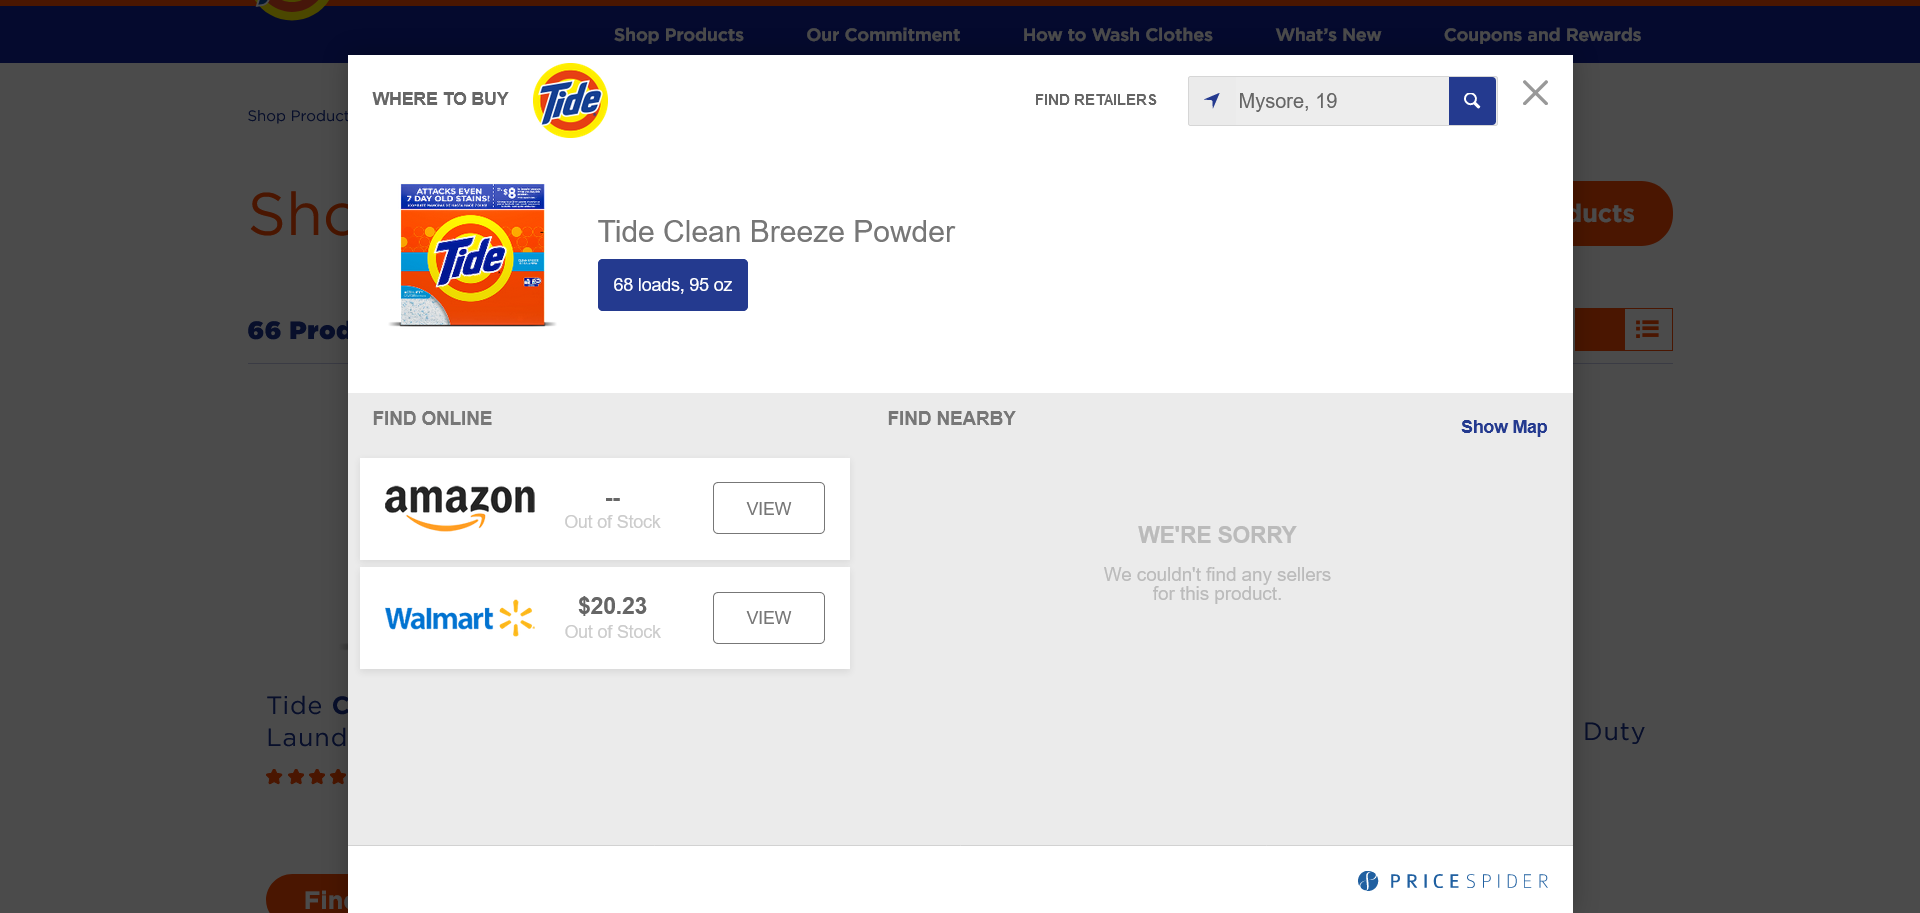 Shop Products
Our Commitment
How to Wash Clothes
What's New
Coupons and Rewards
WHERE TO BUY
Tide
FIND RETAILERS
Mysore, 19
Shop Product
Sho
ducts
ATTACKS EVEN
7 DAY OLD STAINS!
$8
Tide
Tide Clean Breeze Powder
68 loads, 95 oz
66 Prod
FIND ONLINE
FIND NEARBY
Show Map
amazon
--
Out of Stock
VIEW
WE'RE SORRY
We couldn't find any sellers
for this product.
Walmart
$20.23
Out of Stock
VIEW
Tide C
Laund
Duty
Fin
PRICESPIDER